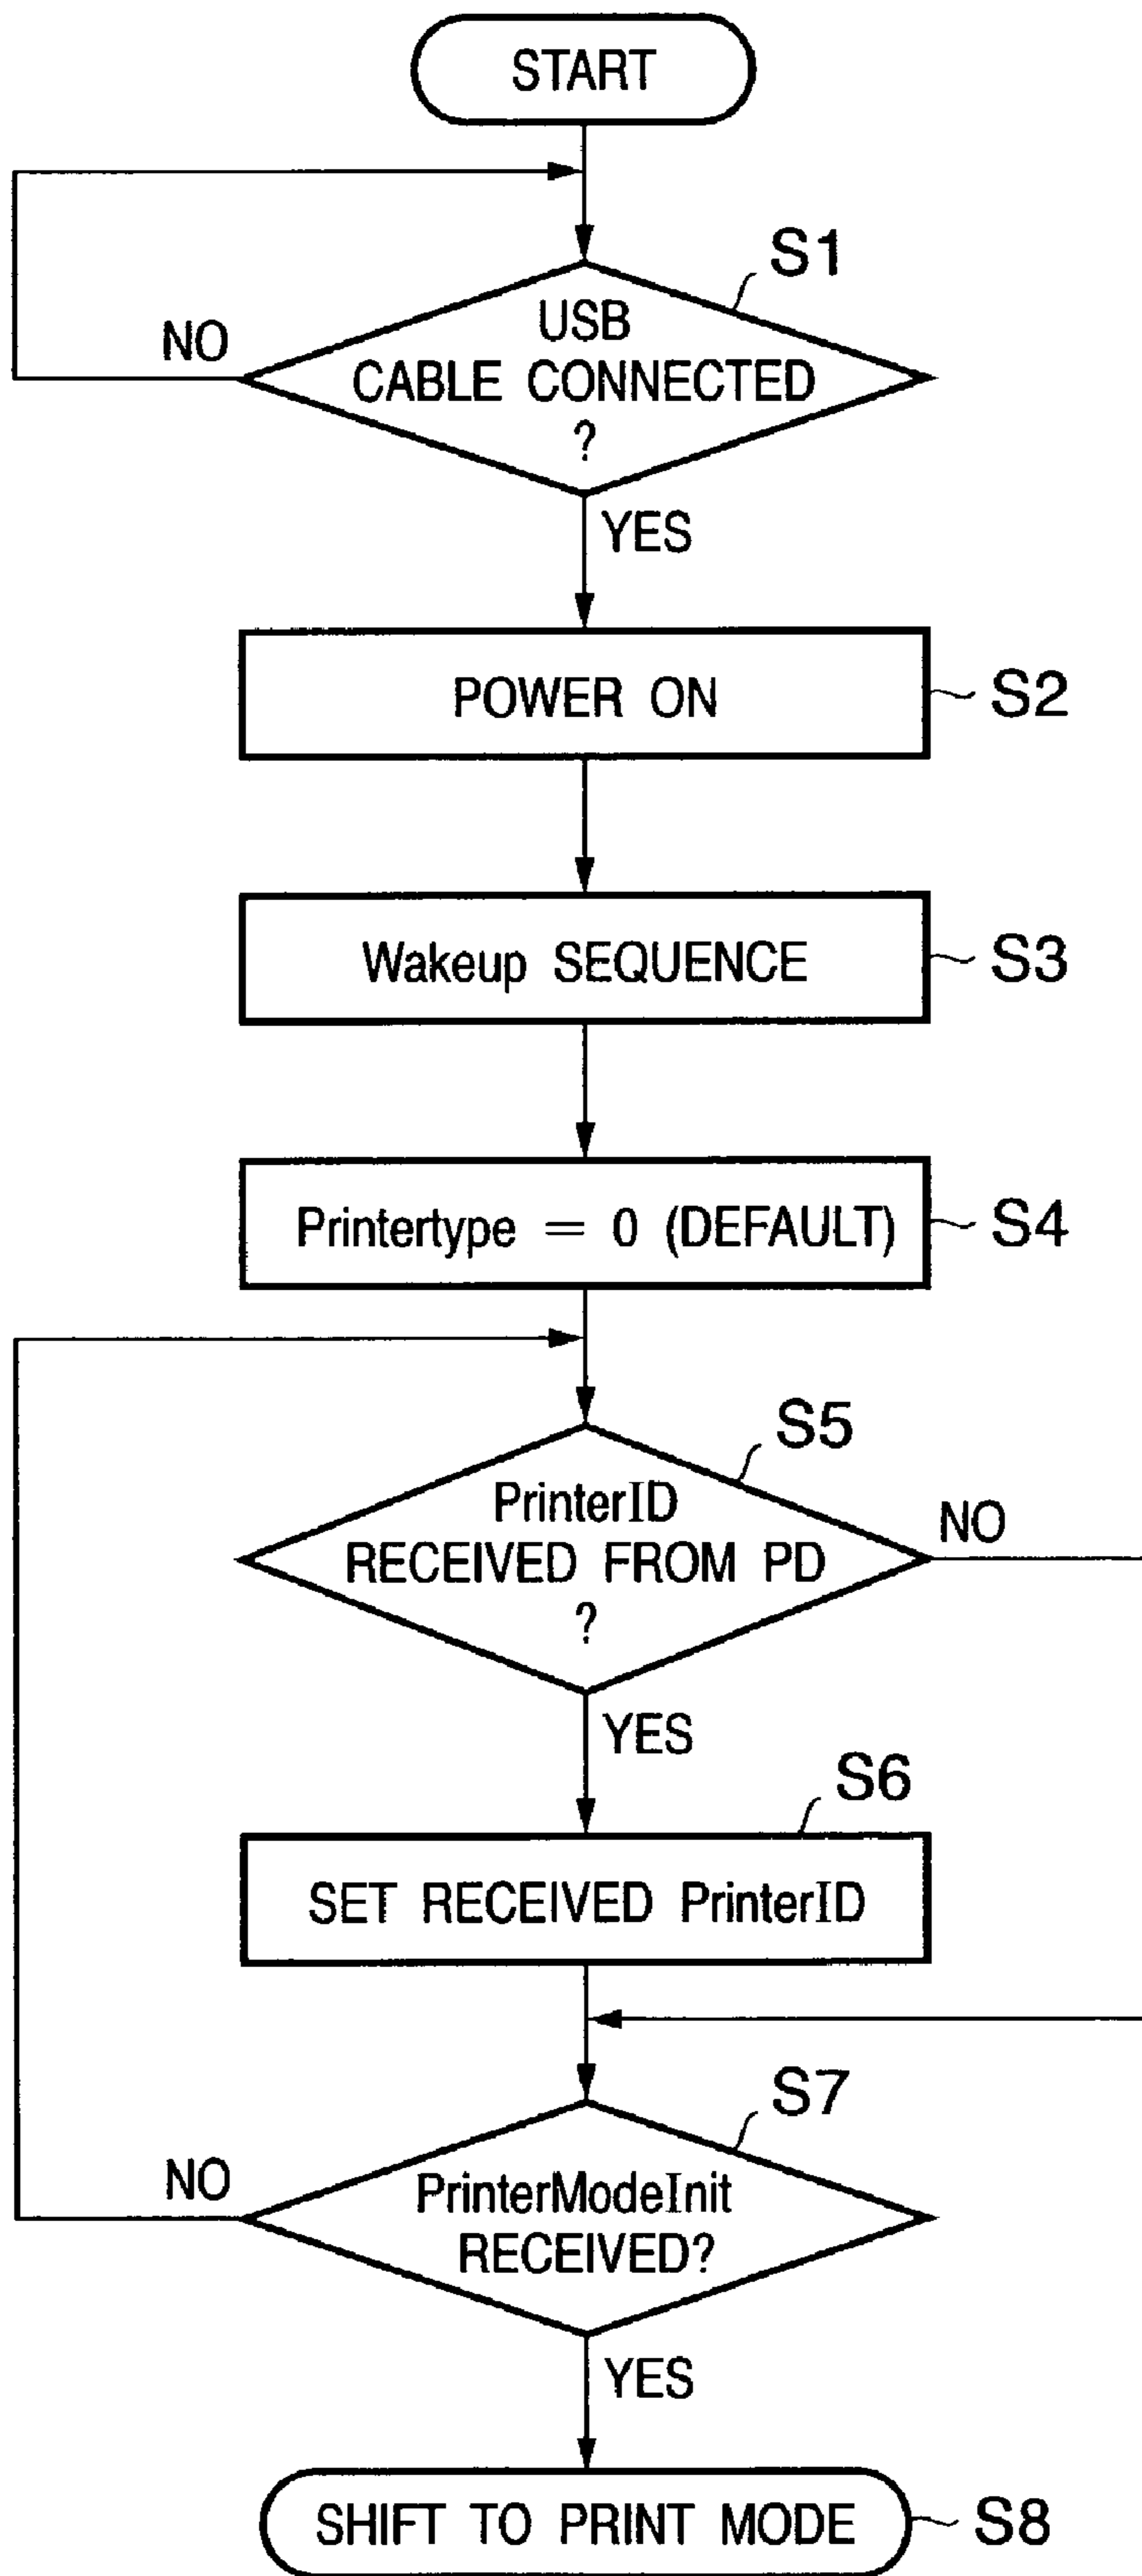 START
S1
USB
CABLE CONNECTED
?
NO
YES
POWER ON
S2
Wakeup SEQUENCE
S3
Printertype = 0 (DEFAULT)
S4
S5
PrinterID
RECEIVED FROM PD
?
NO
YES
S6
SET RECEIVED PrinterID
S7
NO
PrinterModeInit
RECEIVED?
YES
SHIFT TO PRINT MODE
S8